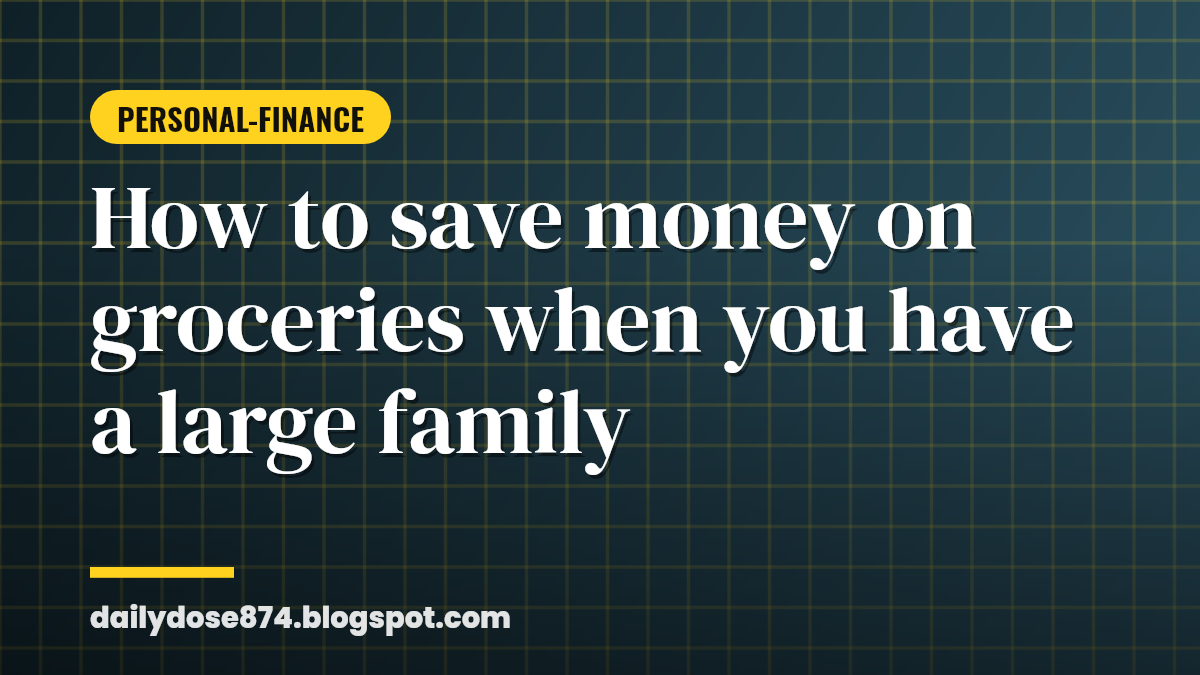 PERSONAL-FINANCE
How to save money on
groceries when you have
a large family
dailydose874.blogspot.com